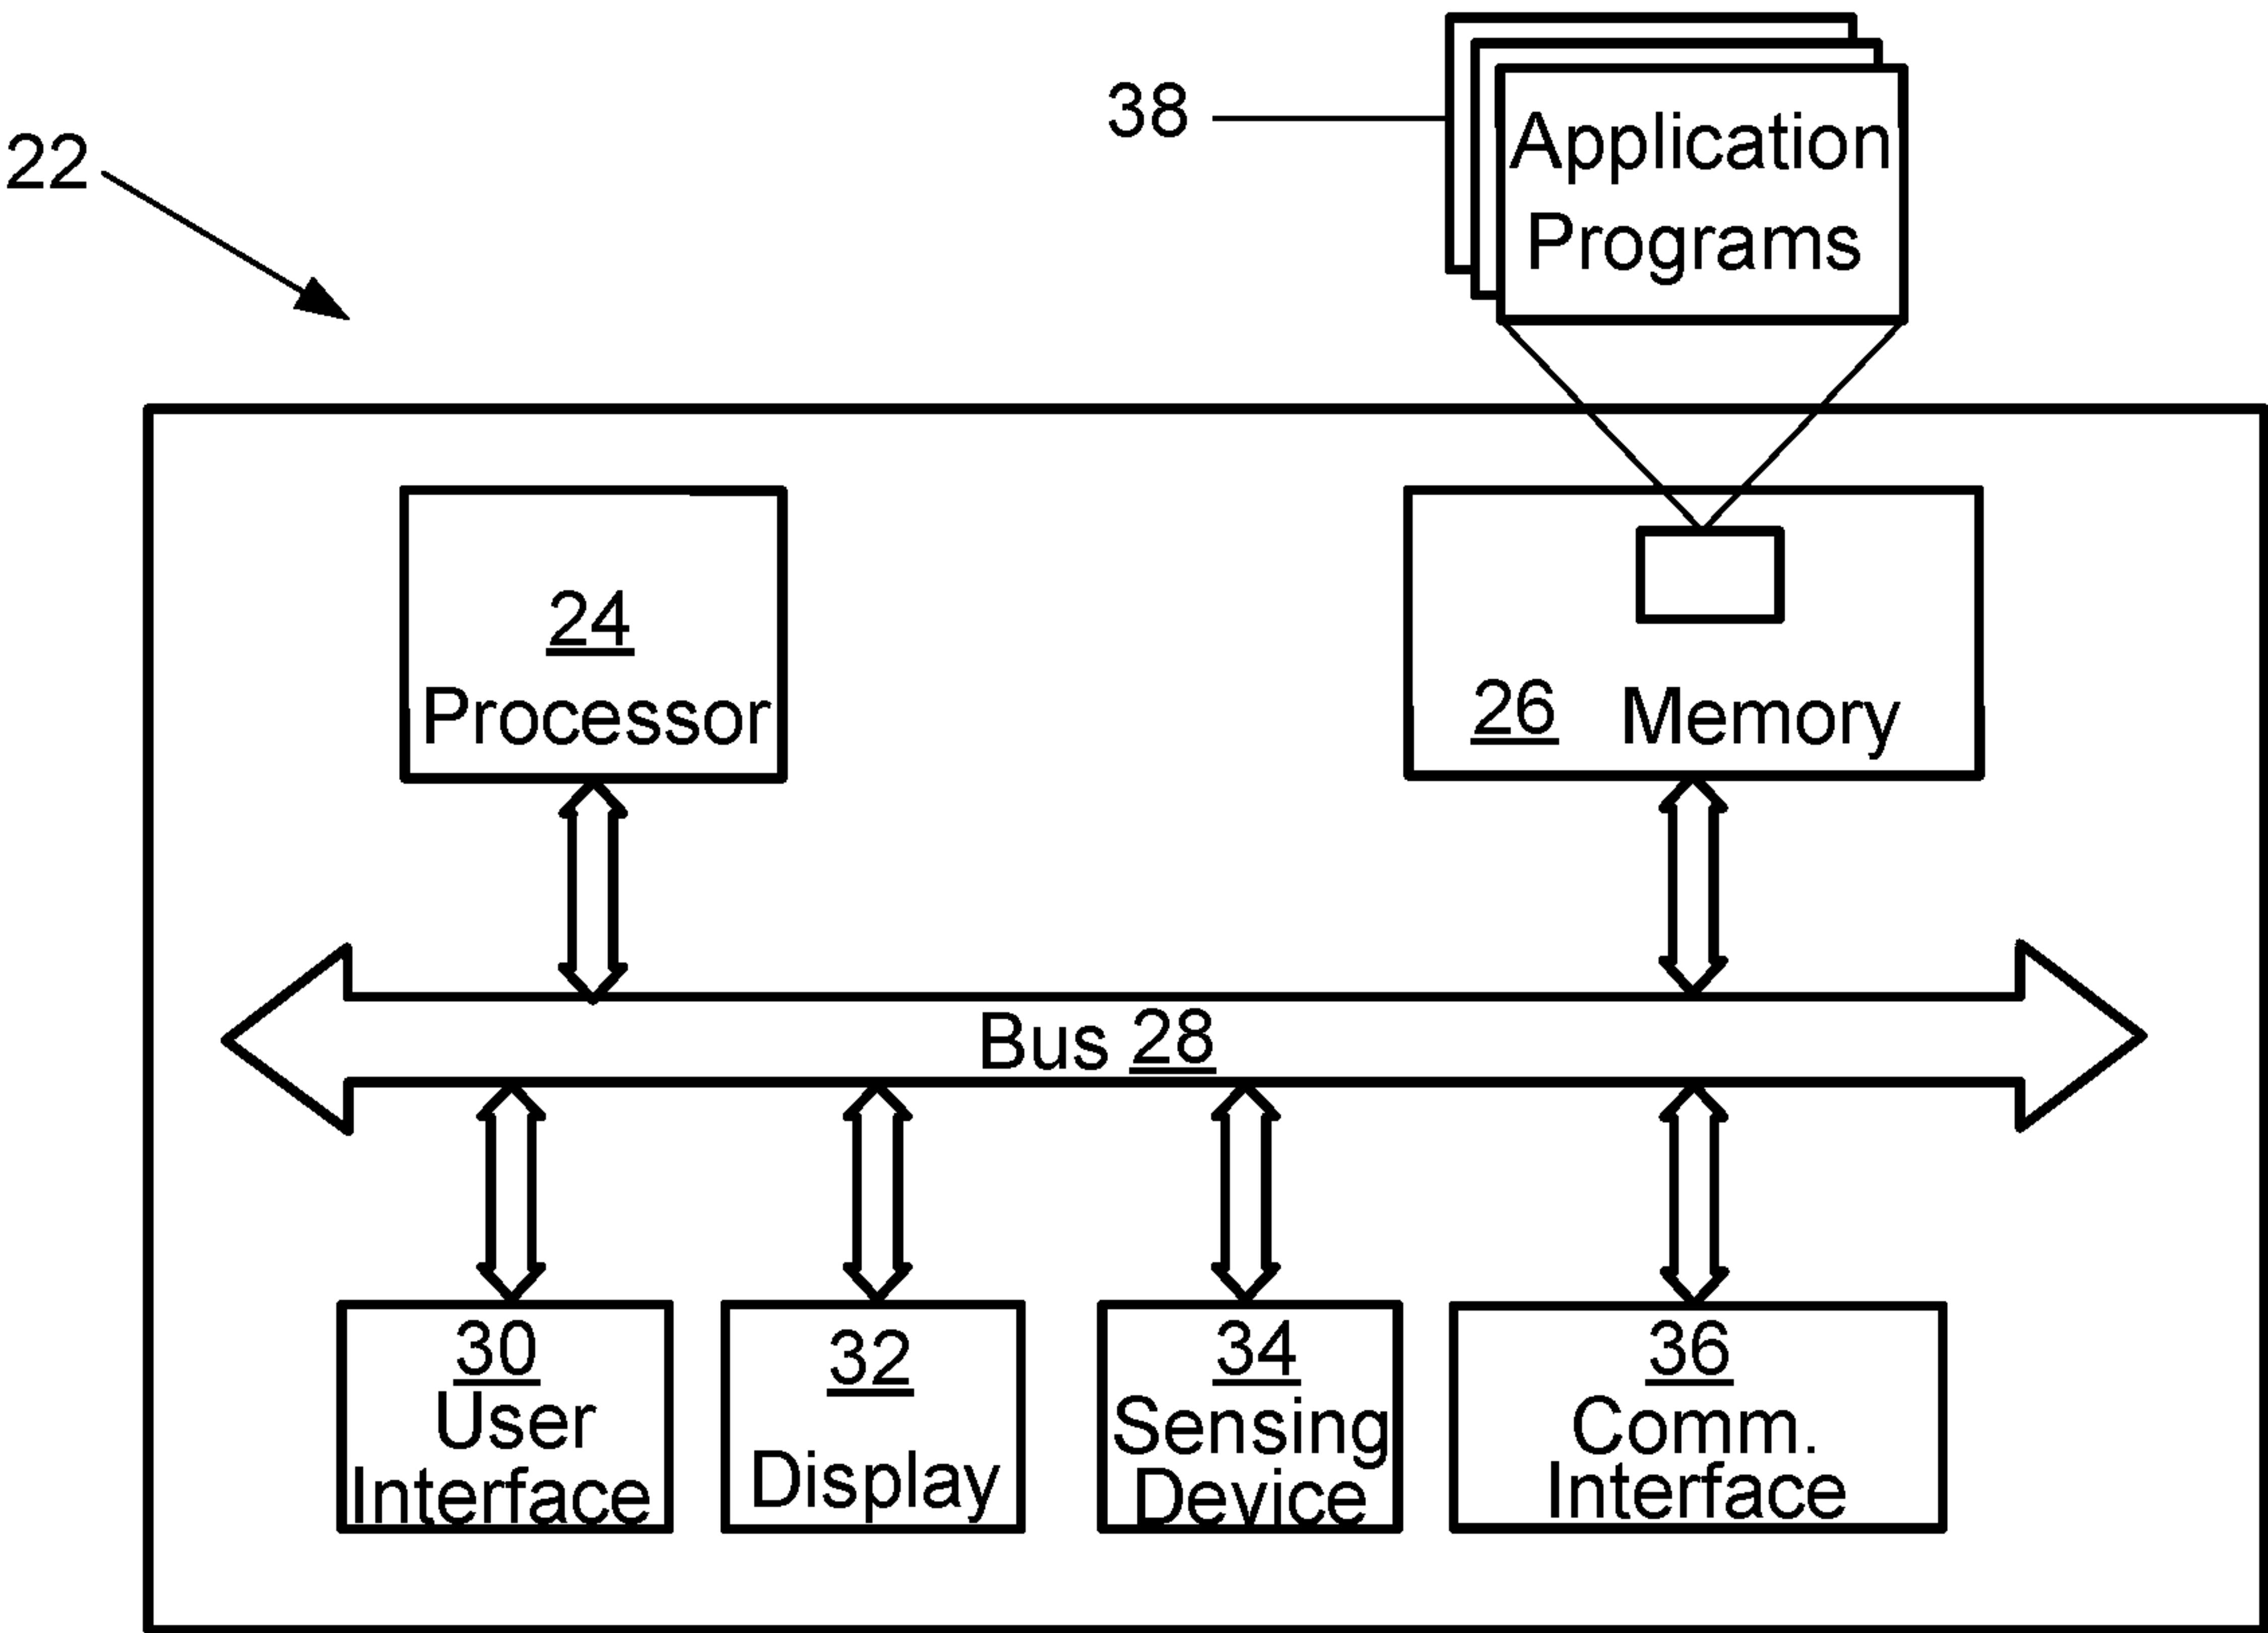 38
Application
Programs
22
24
Processor
26 Memory
Bus 28
30
User
Interface
32
Display
34
Sensing
Device
36
Comm.
Interface